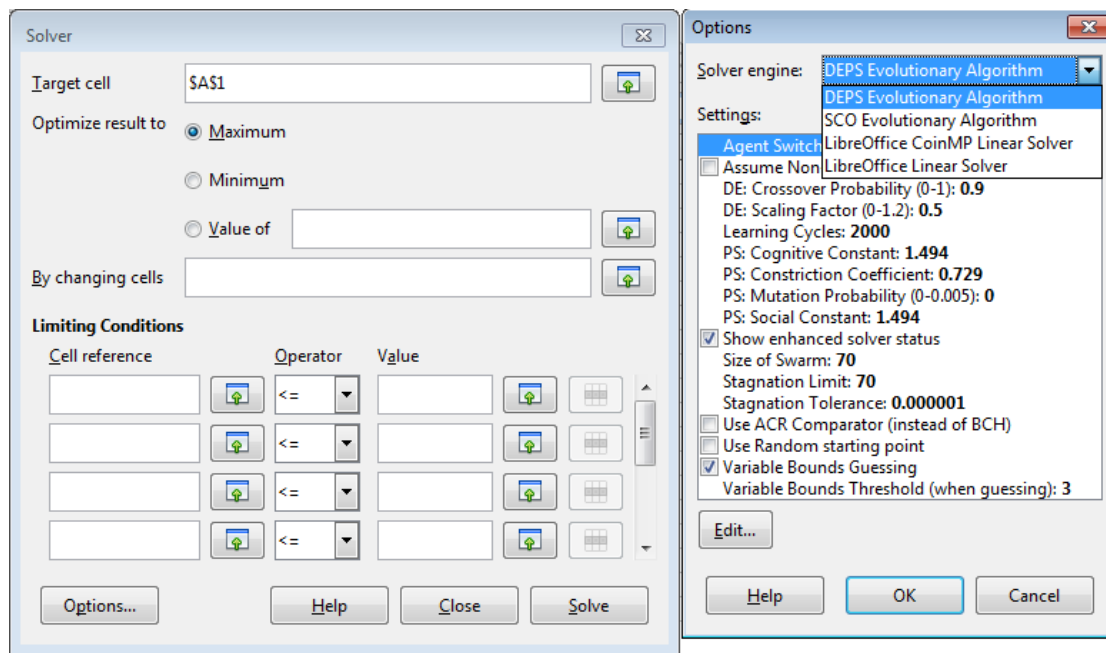 Solver
Target cell
$A$1
Optimize result to
Maximum
Minimum
Value of
By changing cells
Limiting Conditions
Cell reference Operator Value
<=
<=
<=
<=
Options... Help Close Solve
Options
Solver engine: DEPS Evolutionary Algorithm
DEPS Evolutionary Algorithm
SCO Evolutionary Algorithm
LibreOffice CoinMP Linear Solver
LibreOffice Linear Solver
Settings:
Agent Switch
Assume Non
DE: Crossover Probability (0-1): 0.9
DE: Scaling Factor (0-1.2): 0.5
Learning Cycles: 2000
PS: Cognitive Constant: 1.494
PS: Constriction Coefficient: 0.729
PS: Mutation Probability (0-0.005): 0
PS: Social Constant: 1.494
Show enhanced solver status
Size of Swarm: 70
Stagnation Limit: 70
Stagnation Tolerance: 0.000001
Use ACR Comparator (instead of BCH)
Use Random starting point
Variable Bounds Guessing
Variable Bounds Threshold (when guessing): 3
Edit...
Help OK Cancel